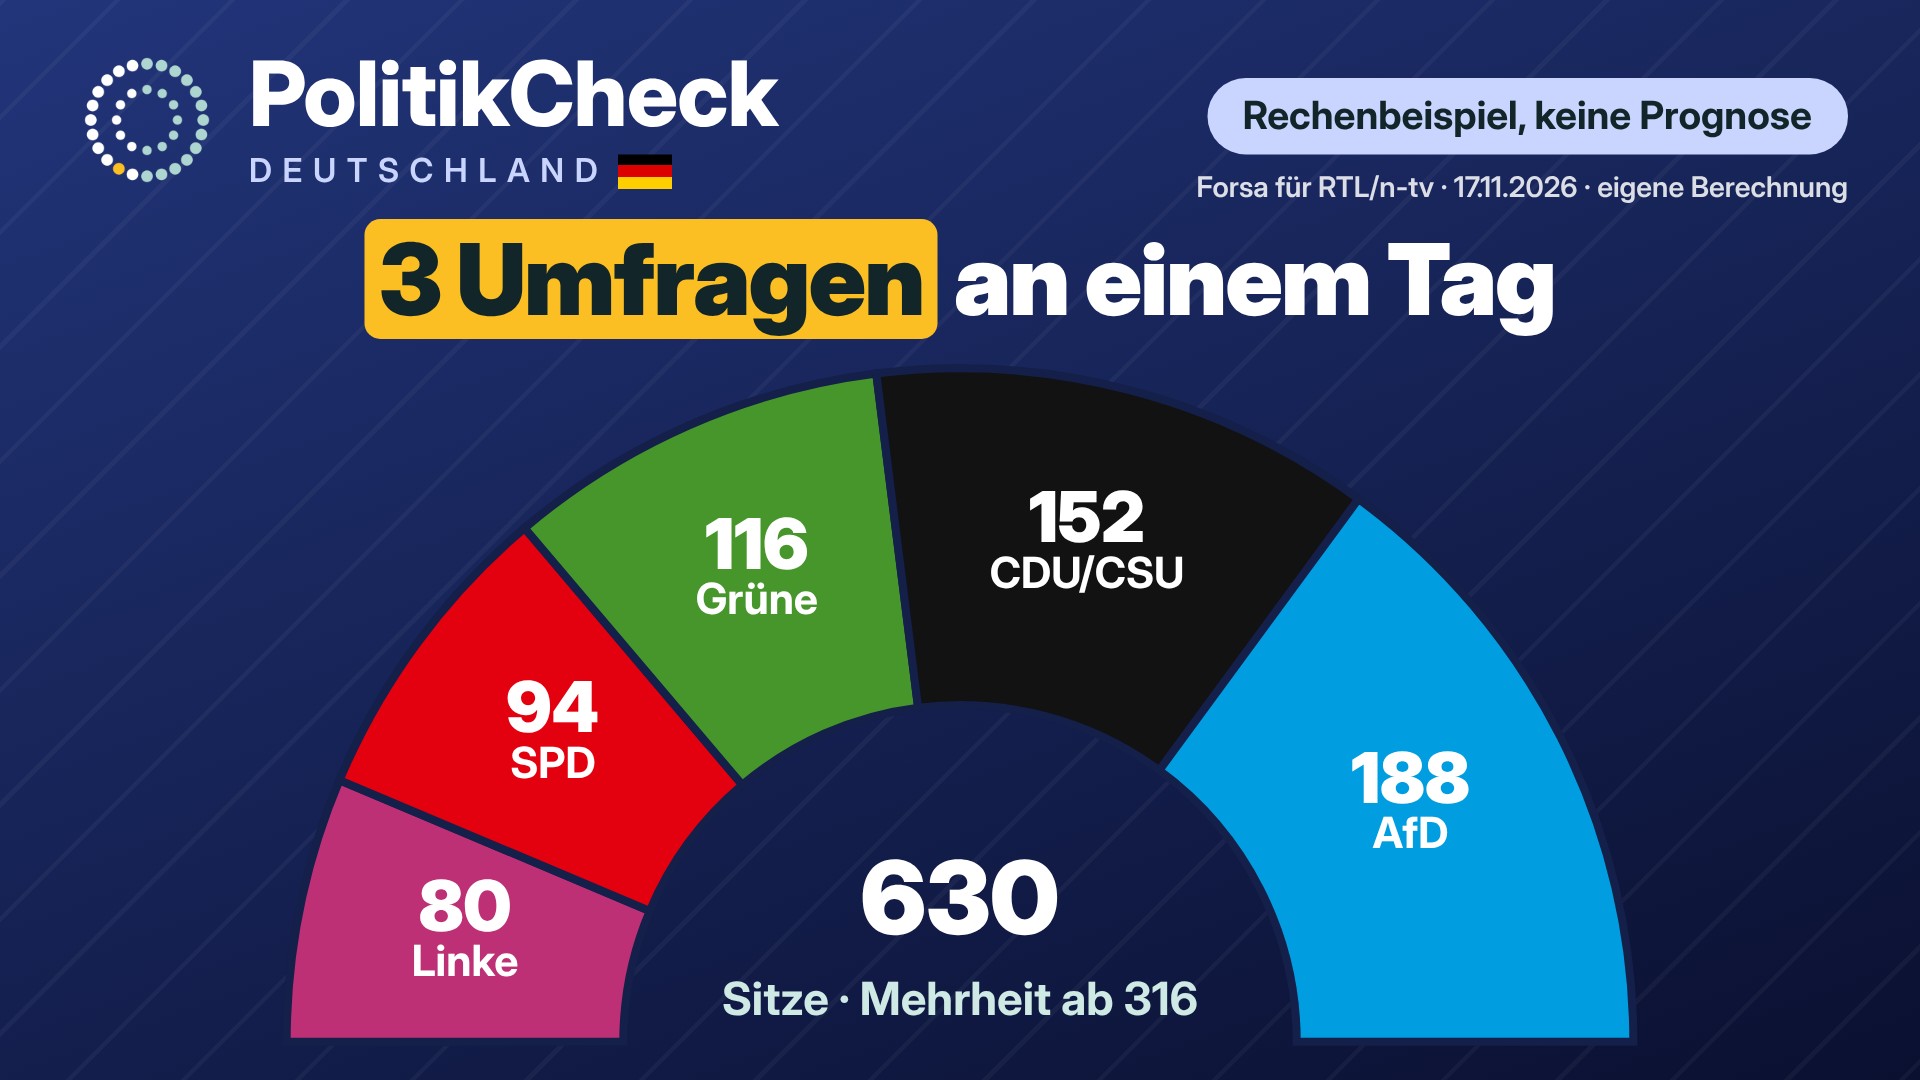 PolitikCheck
DEUTSCHLAND
Rechenbeispiel, keine Prognose
Forsa für RTL/n-tv · 17.11.2026 · eigene Berechnung
3 Umfragen an einem Tag
152
CDU/CSU
116
Grüne
94
SPD
188
AfD
80
Linke
630
Sitze · Mehrheit ab 316